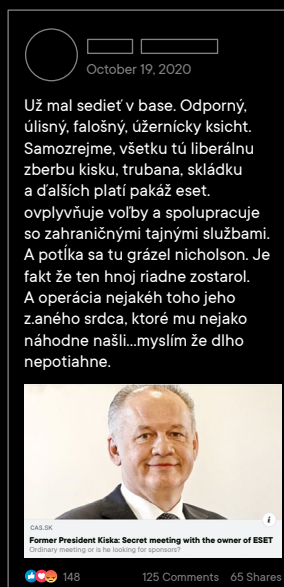 October 19, 2020
Už mal sedieť v base. Odporný,
úlisný, falošný, úžernícky ksicht.
Samozrejme, všetku tú liberálnu
zberbu kisku, trubana, skládku
a ďalších platí pakáž eset.
ovplyvňuje voľby a spolupracuje
so zahraničnými tajnými službami.
A potĺka sa tu grázel nicholson. Je
fakt že ten hnoj riadne zostarol.
A operácia nejakéh toho jeho
z.aného srdca, ktoré mu nejako
náhodne našli...myslím že dlho
nepotiahne.
i
CAS.SK
Former President Kiska: Secret meeting with the owner of ESET
Ordinary meeting or is he looking for sponsors?
148 125 Comments 65 Shares